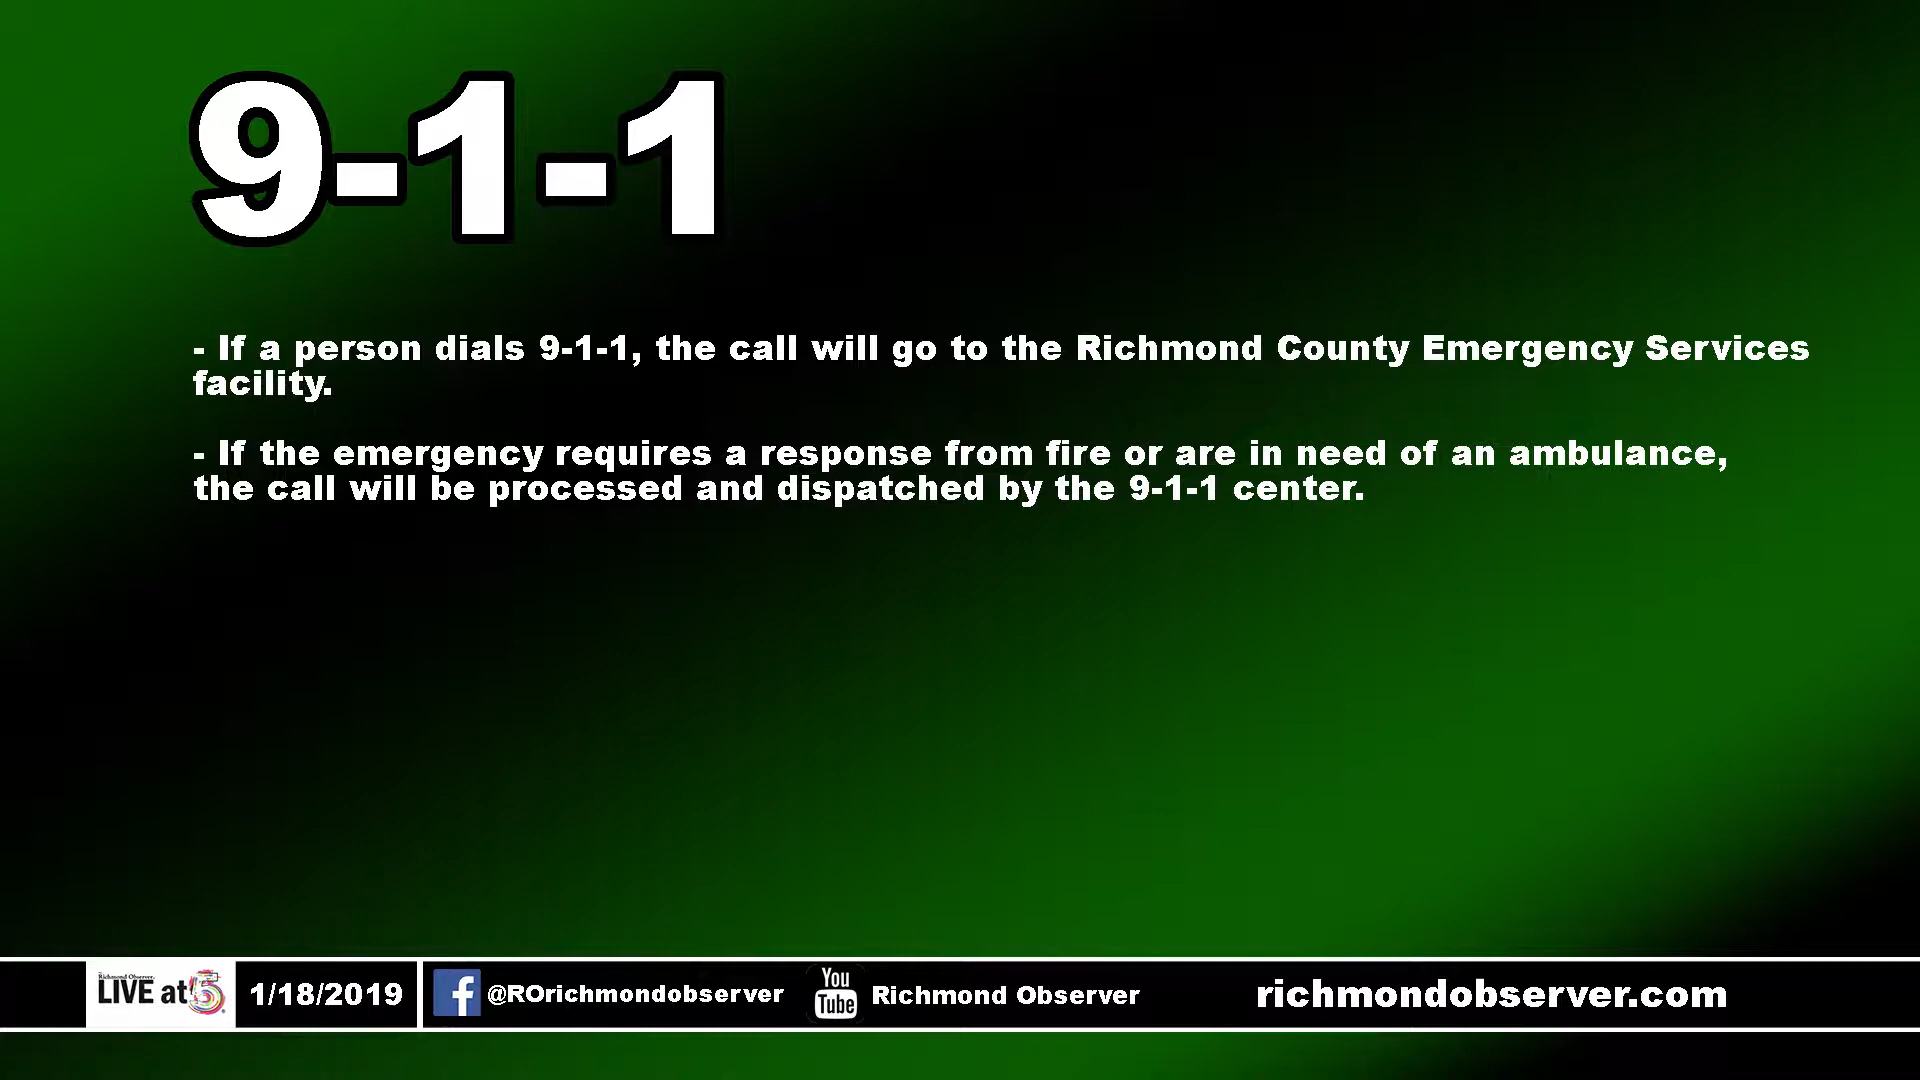 9-1-1
- If a person dials 9-1-1, the call will go to the Richmond County Emergency Services
facility.
- If the emergency requires a response from fire or are in need of an ambulance,
the call will be processed and dispatched by the 9-1-1 center.
The Richmond Observer
LIVE at 5
1/18/2019
@ROrichmondobserver
You
Tube
Richmond Observer
richmondobserver.com